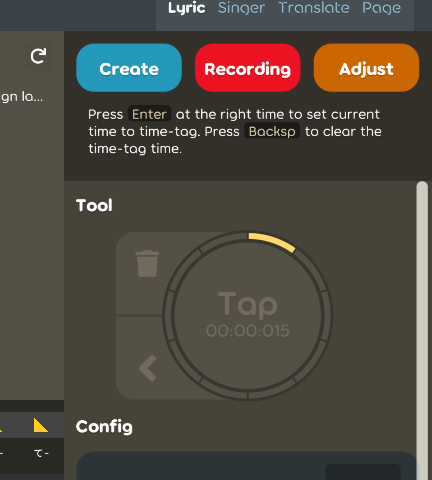 Lyric Singer Translate Page
gn la...
Create Recording Adjust
Press Enter at the right time to set current
time to time-tag. Press Backsp to clear the
time-tag time.
Tool
Tap
00:00:015
Config
て-